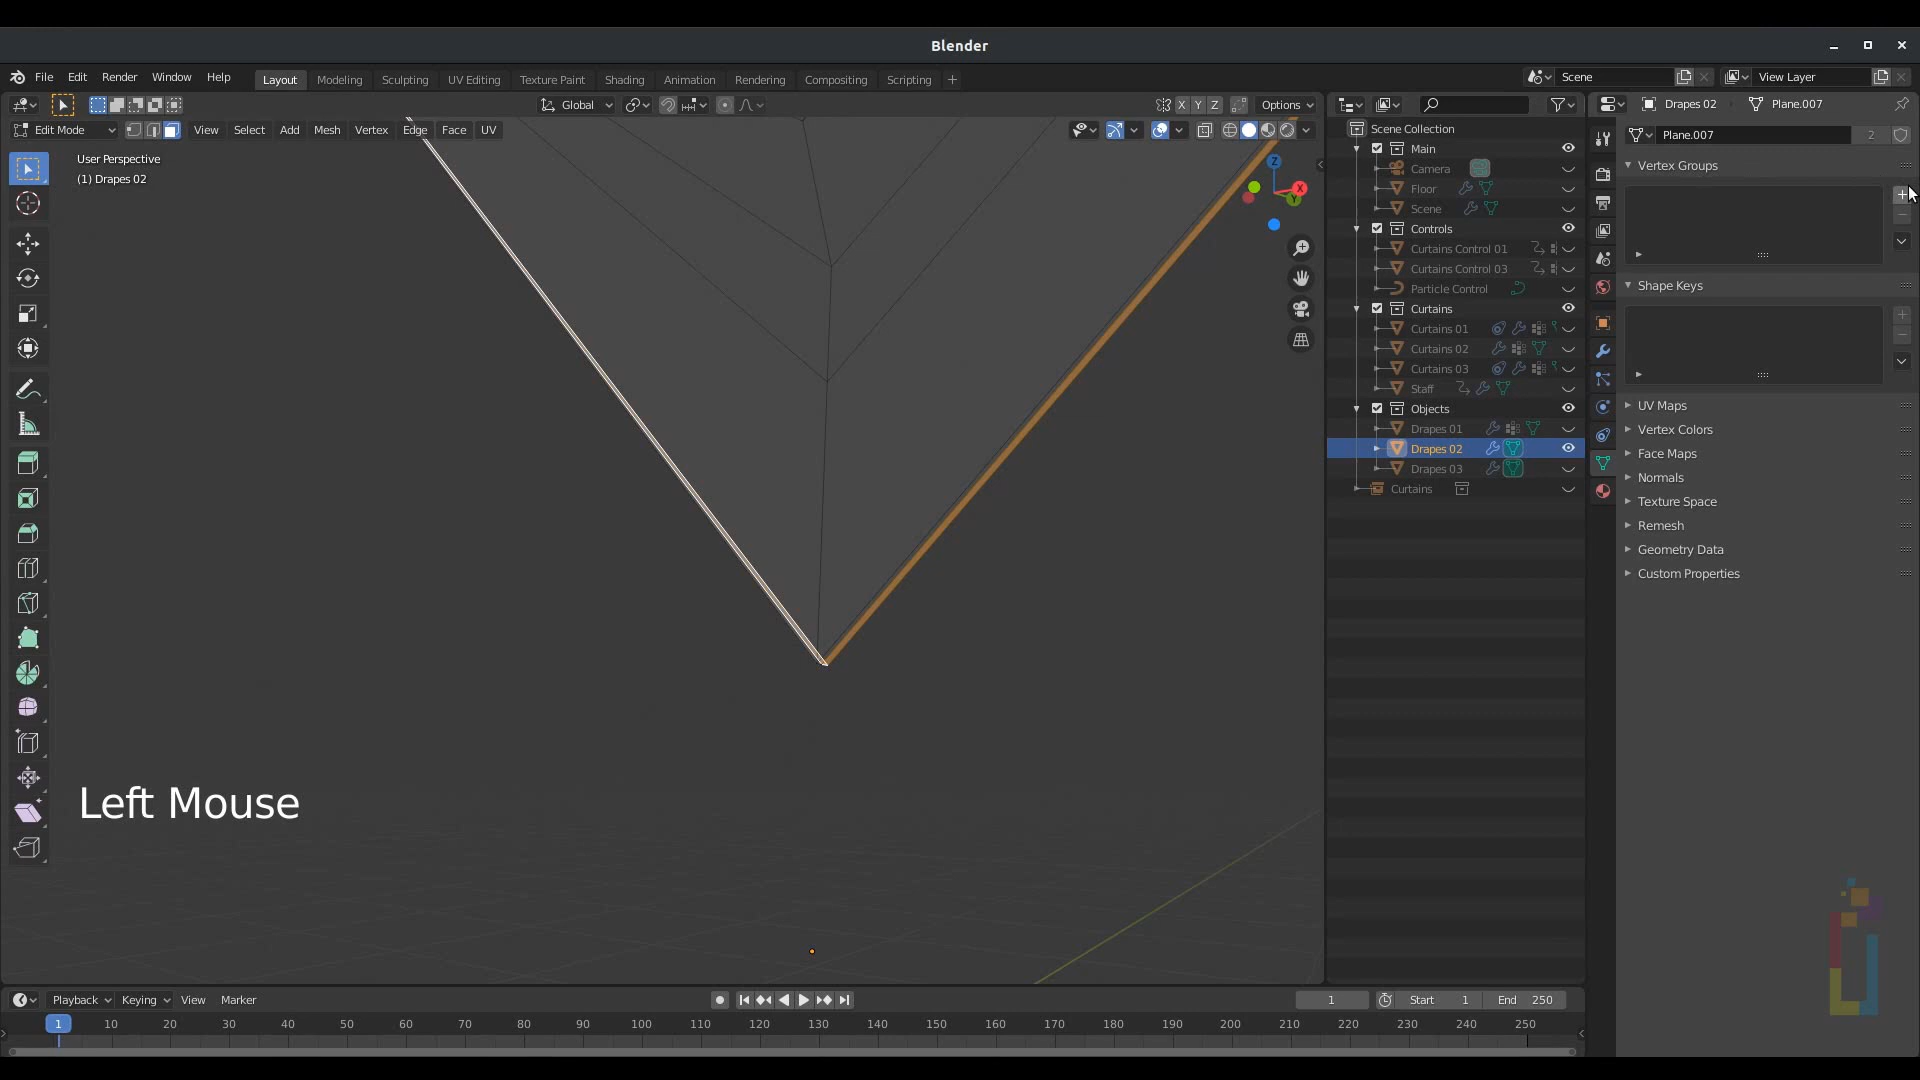 Blender
File Edit Render Window Help
Layout Modeling Sculpting UV Editing Texture Paint Shading Animation Rendering Compositing Scripting +
Scene
View Layer
Global
X Y Z
Options
Drapes 02 Plane.007
Edit Mode View Select Add Mesh Vertex Edge Face UV
Scene Collection
Plane.007 2
User Perspective
(1) Drapes 02
Z
X
Y
Main
Camera
Floor
Scene
Controls
Curtains Control 01
Curtains Control 03
Particle Control
Curtains
Curtains 01
Curtains 02
Curtains 03
Staff
Objects
Drapes 01
Drapes 02
Drapes 03
Curtains
Vertex Groups
Shape Keys
UV Maps
Vertex Colors
Face Maps
Normals
Texture Space
Remesh
Geometry Data
Custom Properties
Left Mouse
Playback Keying View Marker
1 Start 1 End 250
1 10 20 30 40 50 60 70 80 90 100 110 120 130 140 150 160 170 180 190 200 210 220 230 240 250